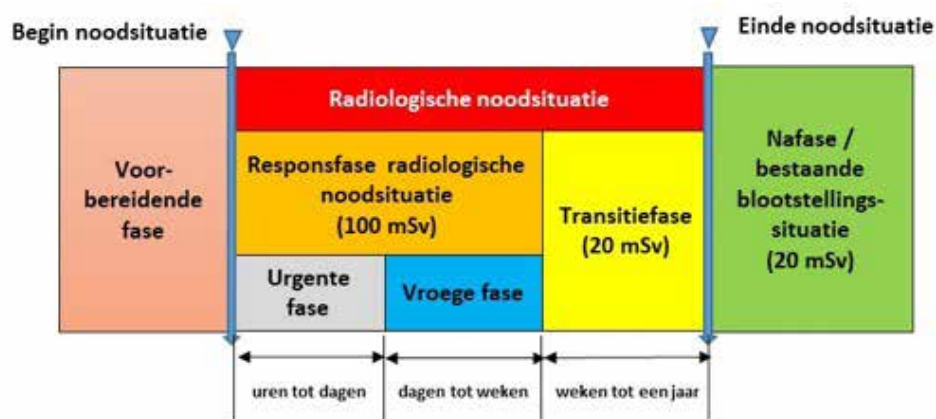 Begin noodsituatie
Einde noodsituatie
Radiologische noodsituatie
Voor-
bereidende
fase
Responsfase radiologische
noodsituatie
(100 mSv)
Urgente
fase
Vroege fase
Transitiefase
(20 mSv)
Nafase /
bestaande
blootstellings-
situatie
(20 mSv)
uren tot dagen
dagen tot weken
weken tot een jaar